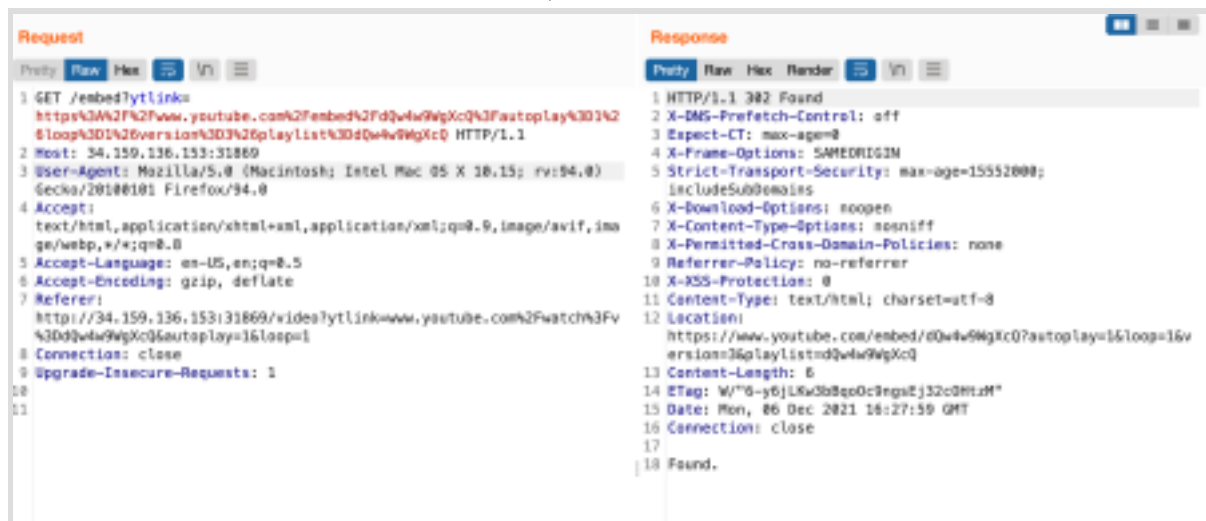 Request
Pretty Raw Hex \n
1 GET /embed?ytlink=
https%3A%2F%2Fwww.youtube.com%2Fembed%2FdQw4w9WgXcQ%3Fautoplay%3D1%2
6loop%3D1%26version%3D3%26playlist%3DdQw4w9WgXcQ HTTP/1.1
2 Host: 34.159.136.153:31869
3 User-Agent: Mozilla/5.0 (Macintosh; Intel Mac OS X 10.15; rv:94.0)
Gecko/20100101 Firefox/94.0
4 Accept:
text/html,application/xhtml+xml,application/xml;q=0.9,image/avif,ima
ge/webp,*/*;q=0.8
5 Accept-Language: en-US,en;q=0.5
6 Accept-Encoding: gzip, deflate
7 Referer:
http://34.159.136.153:31869/video?ytlink=www.youtube.com%2Fwatch%3Fv
%3DdQw4w9WgXcQ&autoplay=1&loop=1
8 Connection: close
9 Upgrade-Insecure-Requests: 1
10
11
Response
Pretty Raw Hex Render \n
1 HTTP/1.1 302 Found
2 X-DNS-Prefetch-Control: off
3 Expect-CT: max-age=0
4 X-Frame-Options: SAMEORIGIN
5 Strict-Transport-Security: max-age=15552000;
includeSubDomains
6 X-Download-Options: noopen
7 X-Content-Type-Options: nosniff
8 X-Permitted-Cross-Domain-Policies: none
9 Referrer-Policy: no-referrer
10 X-XSS-Protection: 0
11 Content-Type: text/html; charset=utf-8
12 Location:
https://www.youtube.com/embed/dQw4w9WgXcQ?autoplay=1&loop=1&v
ersion=3&playlist=dQw4w9WgXcQ
13 Content-Length: 6
14 ETag:
15 Date: Mon, 06 Dec 2021 16:27:59 GMT
16 Connection: close
17
18 Found.